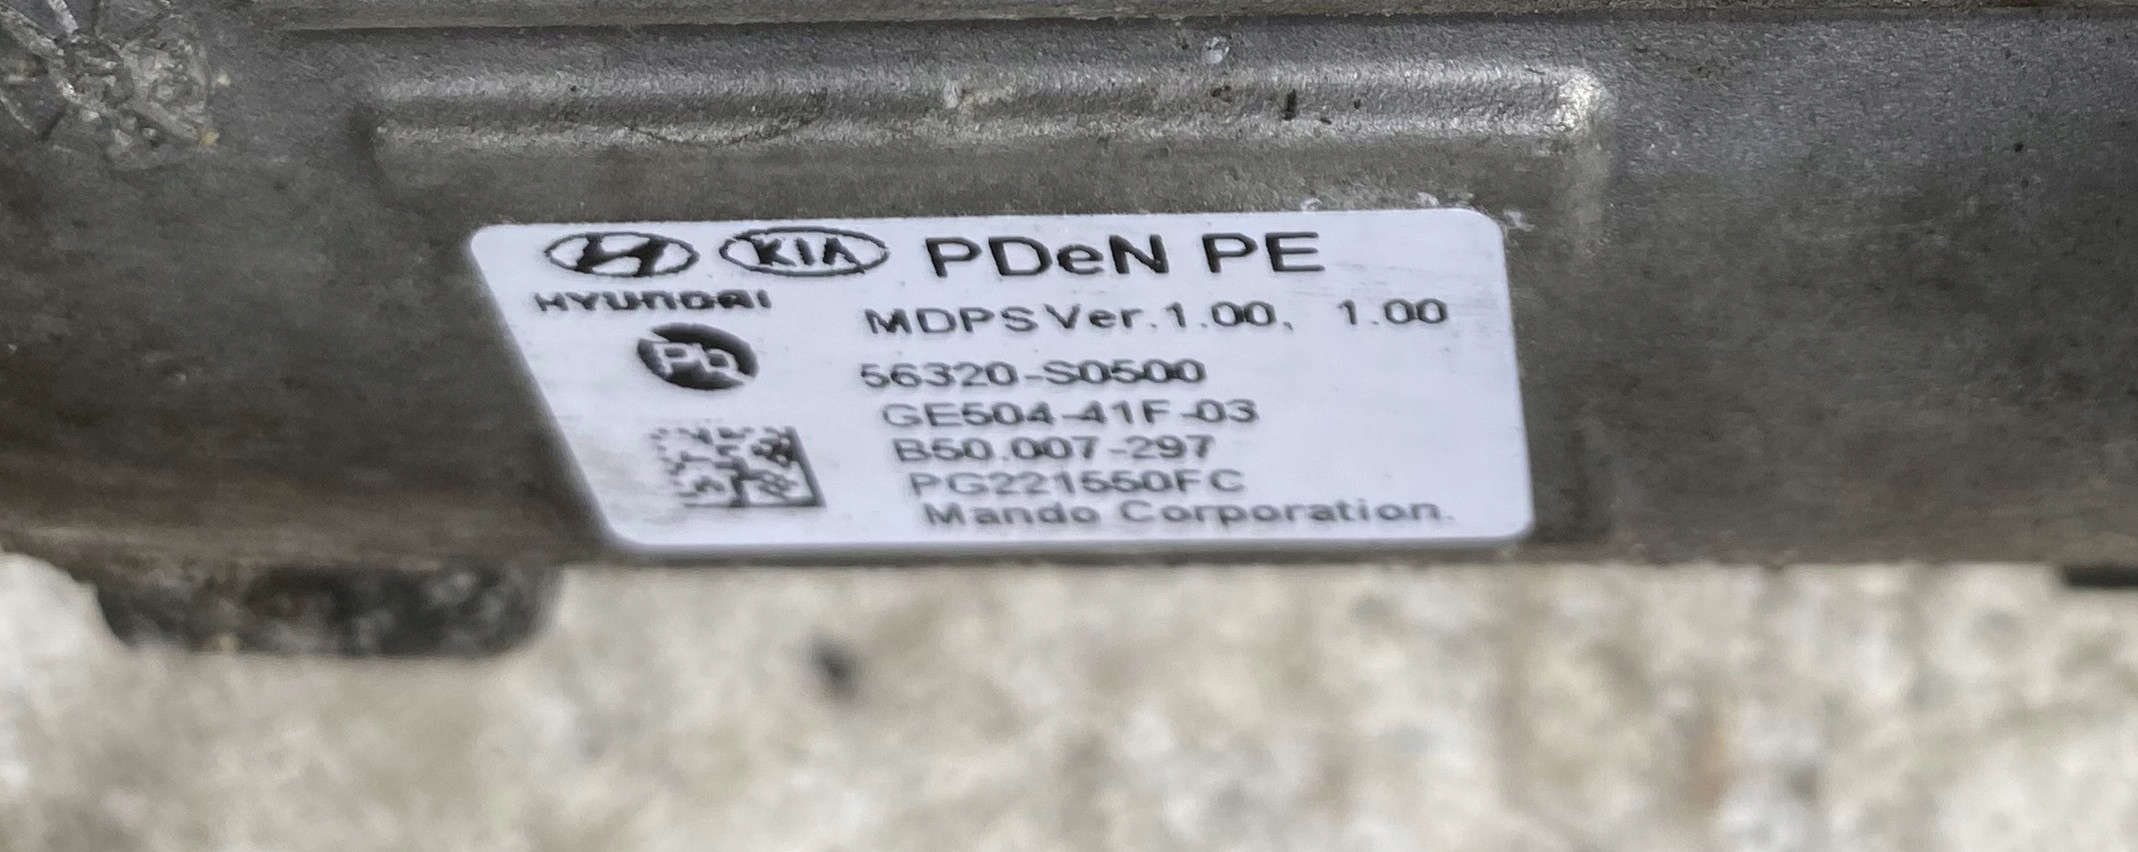 KIA PDeN PE
HYUNDAI
MDPS Ver.1.00, 1.00
Pb
56320-S0500
GE504-41F-03
B50.007-297
PG221550FC
Mando Corporation.